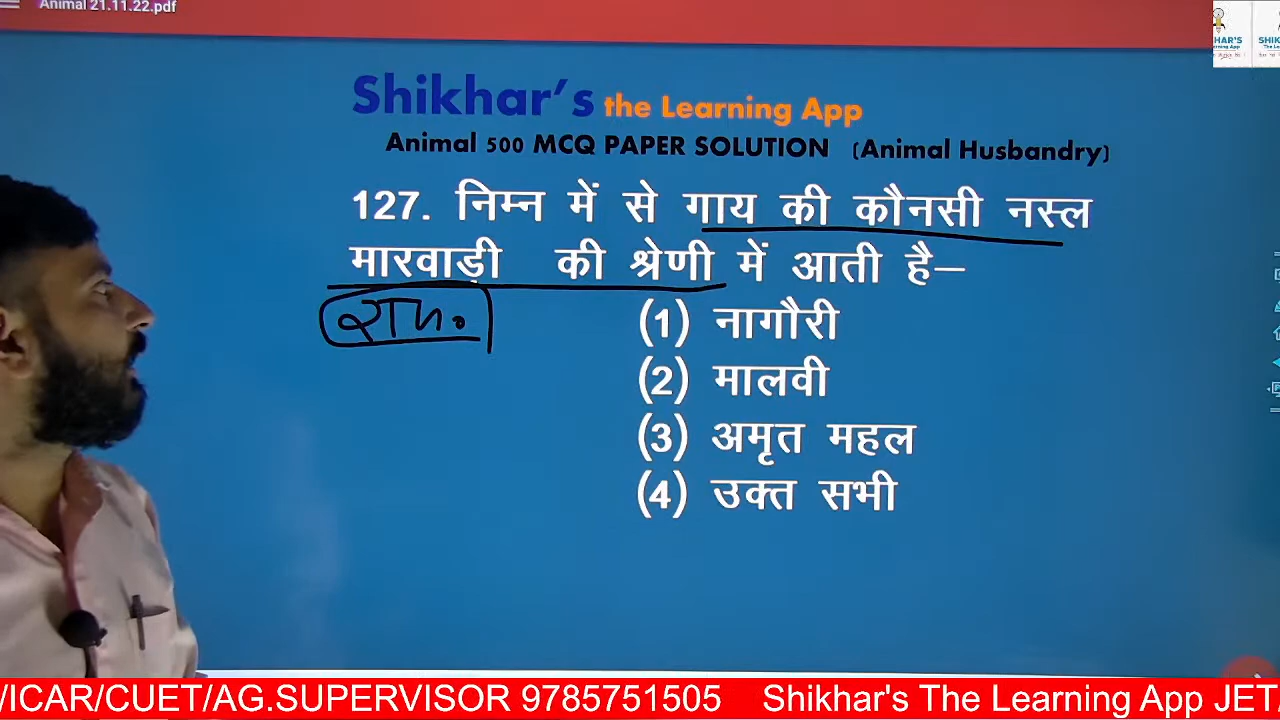 Animal 21.11.22.pdf
Shikhar's the Learning App
Animal 500 MCQ PAPER SOLUTION (Animal Husbandry)
127. निम्न में से गाय की कौनसी नस्ल
मारवाड़ी की श्रेणी में आती है–
राज.
(1) नागौरी
(2) मालवी
(3) अमृत महल
(4) उक्त सभी
/ICAR/CUET/AG.SUPERVISOR 9785751505 Shikhar's The Learning App JET/